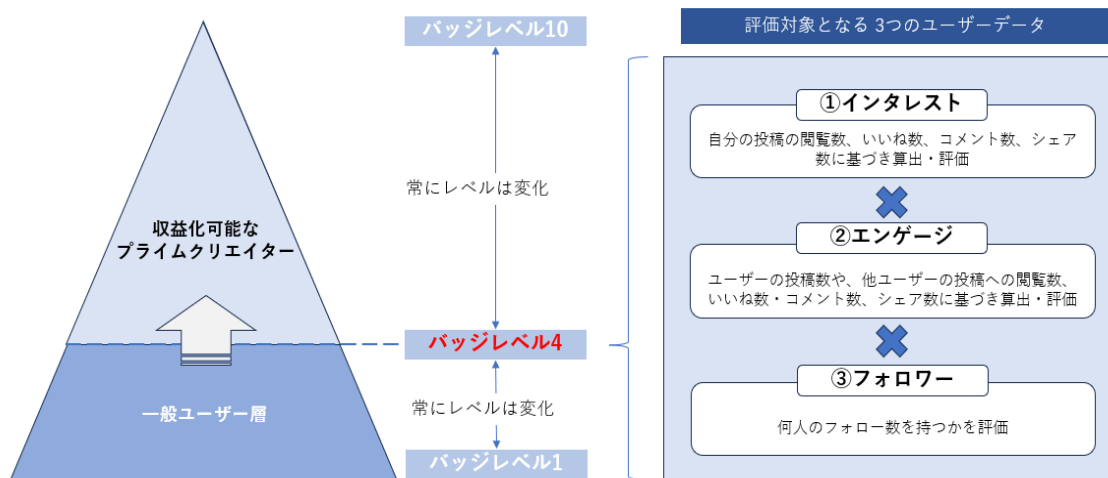 バッジレベル10
常にレベルは変化
収益化可能な
プライムクリエイター
バッジレベル4
常にレベルは変化
一般ユーザー層
バッジレベル1
評価対象となる 3つのユーザーデータ
①インタレスト
自分の投稿の閲覧数、いいね数、コメント数、シェア
数に基づき算出・評価
②エンゲージ
ユーザーの投稿数や、他ユーザーの投稿への閲覧数、
いいね数・コメント数、シェア数に基づき算出・評価
③フォロワー
何人のフォロー数を持つかを評価